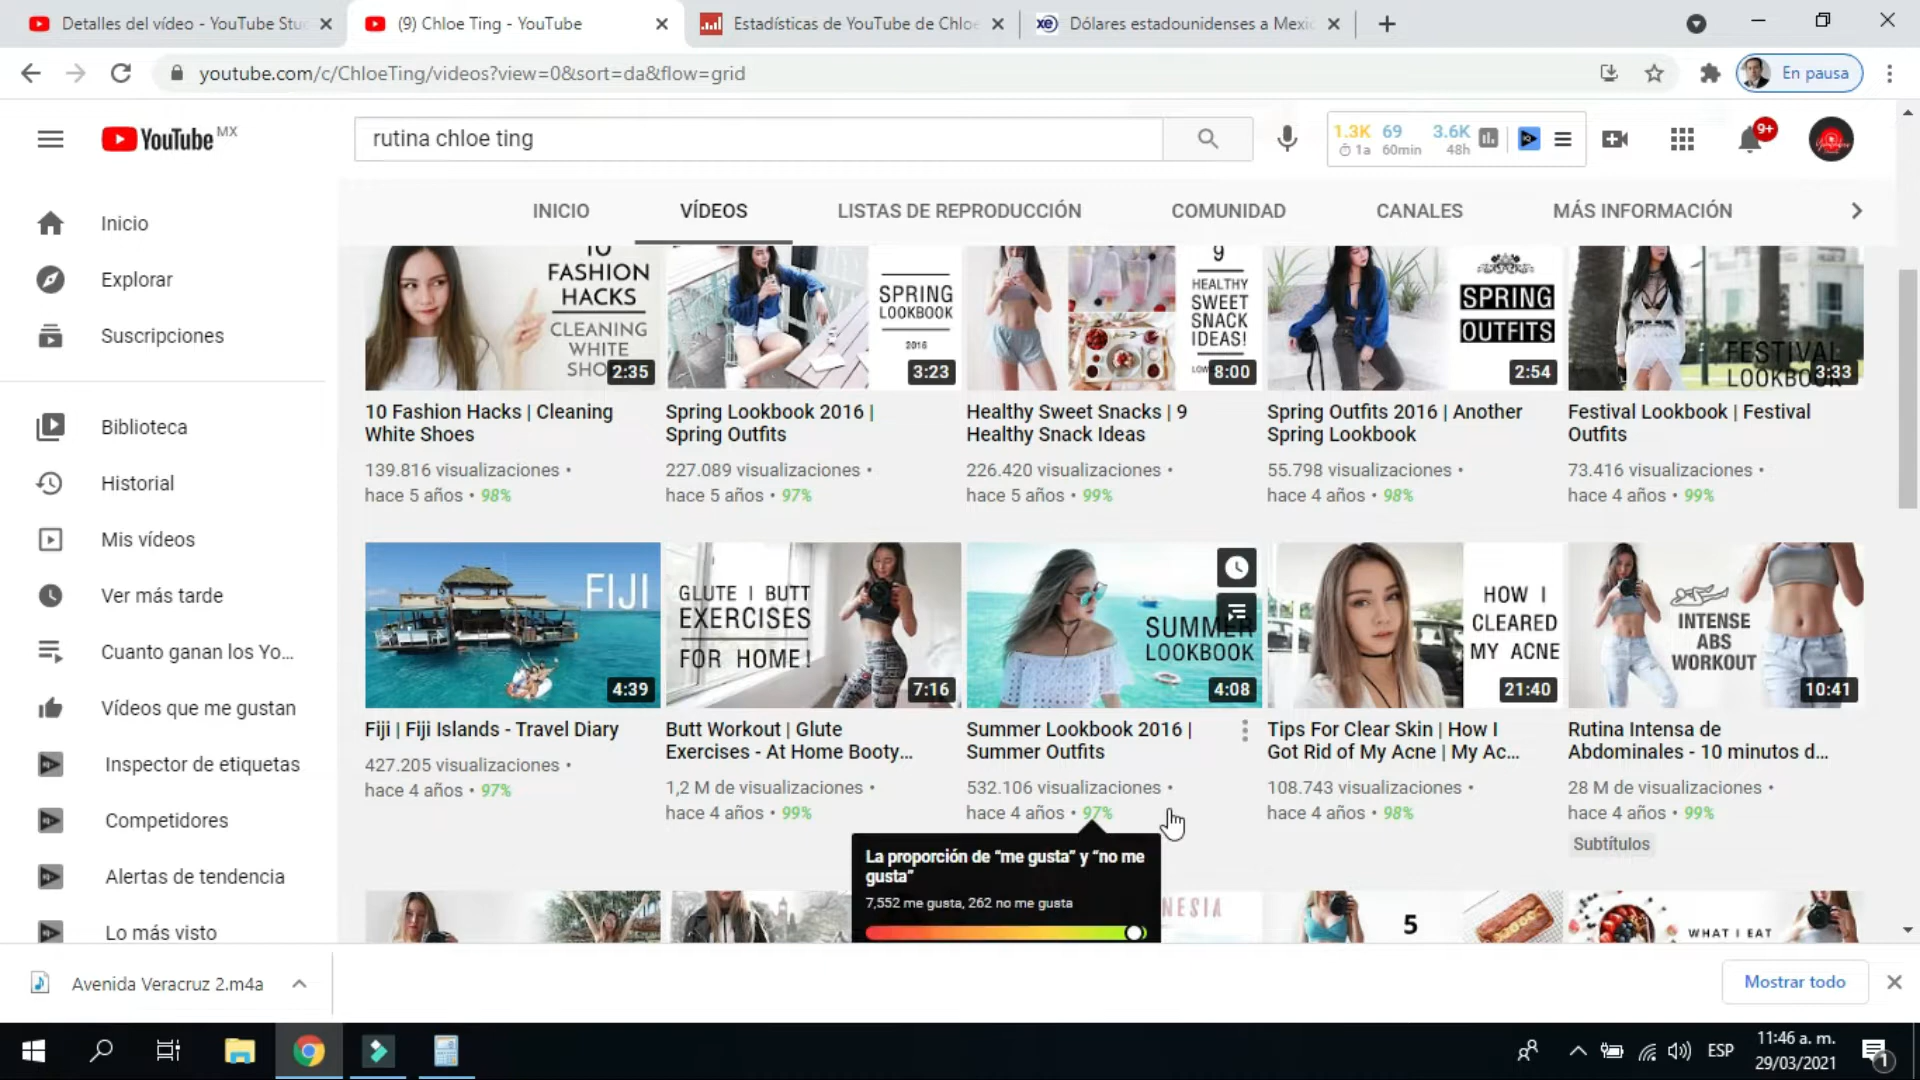 Detalles del vídeo - YouTube Stu
(9) Chloe Ting - YouTube
Estadísticas de YouTube de Chloe
xe
Dólares estadounidenses a Mexi
youtube.com/c/ChloeTing/videos?view=0&sort=da&flow=grid
En pausa
YouTube MX
rutina chloe ting
1.3K 69 3.6K
1a 60min 48h
9+
INICIO
VÍDEOS
LISTAS DE REPRODUCCIÓN
COMUNIDAD
CANALES
MÁS INFORMACIÓN
Inicio
Explorar
Suscripciones
Biblioteca
Historial
Mis vídeos
Ver más tarde
Cuanto ganan los Yo...
Vídeos que me gustan
Inspector de etiquetas
Competidores
Alertas de tendencia
Lo más visto
10
FASHION
HACKS
CLEANING
WHITE
SHO
2:35
SPRING
LOOKBOOK
2016
3:23
9
HEALTHY
SWEET
SNACK
IDEAS!
LOW
8:00
SPRING
OUTFITS
2:54
FESTIVAL
LOOKBOOK
3:33
10 Fashion Hacks | Cleaning
White Shoes
139.816 visualizaciones •
hace 5 años • 98%
Spring Lookbook 2016 |
Spring Outfits
227.089 visualizaciones •
hace 5 años • 97%
Healthy Sweet Snacks | 9
Healthy Snack Ideas
226.420 visualizaciones •
hace 5 años • 99%
Spring Outfits 2016 | Another
Spring Lookbook
55.798 visualizaciones •
hace 4 años • 98%
Festival Lookbook | Festival
Outfits
73.416 visualizaciones •
hace 4 años • 99%
FIJI
4:39
GLUTE | BUTT
EXERCISES
FOR HOME!
7:16
SUMMER
LOOKBOOK
4:08
HOW I
CLEARED
MY ACNE
21:40
INTENSE
ABS
WORKOUT
10:41
Fiji | Fiji Islands - Travel Diary
427.205 visualizaciones •
hace 4 años • 97%
Butt Workout | Glute
Exercises - At Home Booty...
1,2 M de visualizaciones •
hace 4 años • 99%
Summer Lookbook 2016 |
Summer Outfits
532.106 visualizaciones •
hace 4 años • 97%
Tips For Clear Skin | How I
Got Rid of My Acne | My Ac...
108.743 visualizaciones •
hace 4 años • 98%
Rutina Intensa de
Abdominales - 10 minutos d...
28 M de visualizaciones •
hace 4 años • 99%
Subtítulos
La proporción de “me gusta” y “no me
gusta”
7,552 me gusta, 262 no me gusta
NESIA
5
WHAT I EAT
Avenida Veracruz 2.m4a
Mostrar todo
ESP
11:46 a. m.
29/03/2021
1